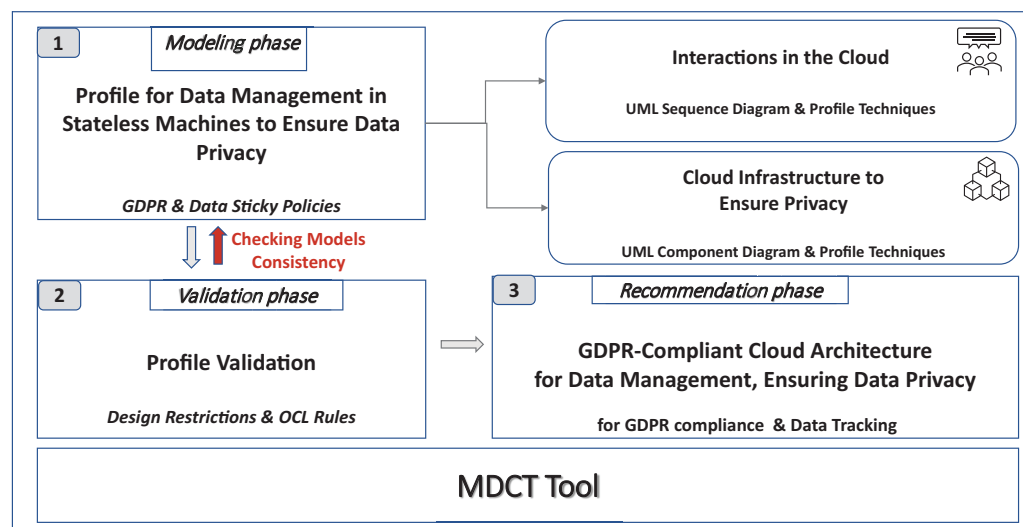 1
Modeling phase
Profile for Data Management in
Stateless Machines to Ensure Data
Privacy
GDPR & Data Sticky Policies
Interactions in the Cloud
UML Sequence Diagram & Profile Techniques
Cloud Infrastructure to
Ensure Privacy
UML Component Diagram & Profile Techniques
Checking Models
Consistency
2
Validation phase
Profile Validation
Design Restrictions & OCL Rules
3
Recommendation phase
GDPR-Compliant Cloud Architecture
for Data Management, Ensuring Data Privacy
for GDPR compliance & Data Tracking
MDCT Tool